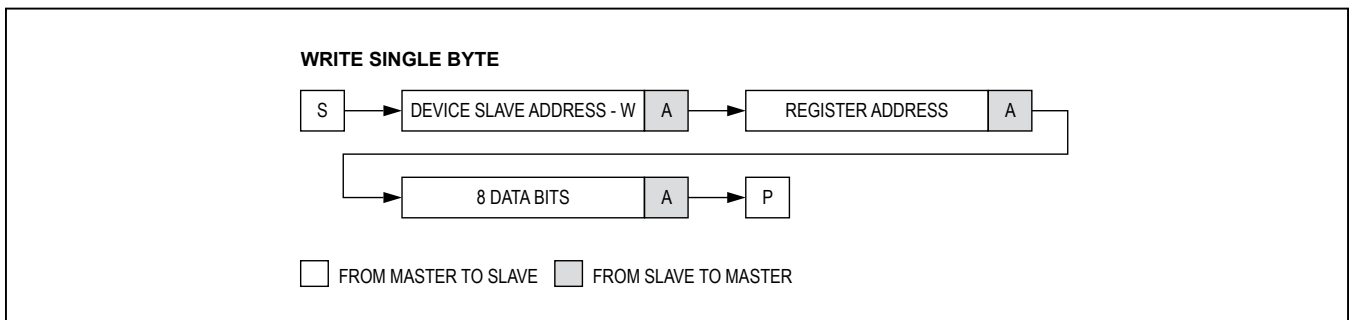 WRITE SINGLE BYTE
S DEVICE SLAVE ADDRESS - W A REGISTER ADDRESS A
8 DATA BITS A P
FROM MASTER TO SLAVE FROM SLAVE TO MASTER